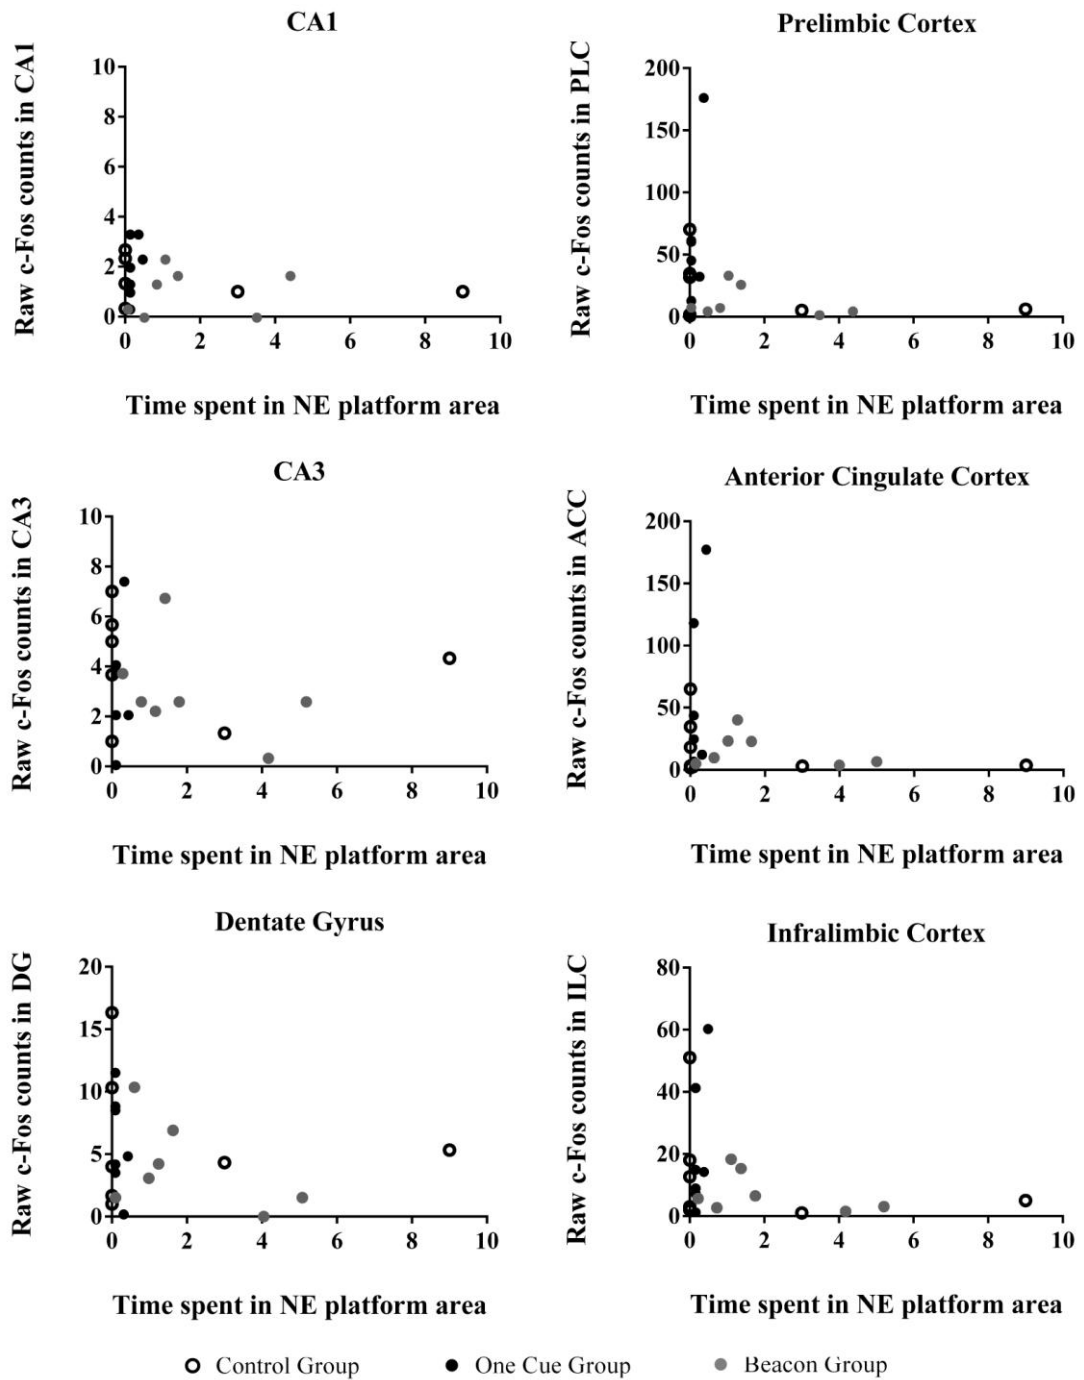 CA1
Raw c-Fos counts in CA1
10
8
6
4
2
0
0 2 4 6 8 10
Time spent in NE platform area
Prelimbic Cortex
Raw c-Fos counts in PLC
200
150
100
50
0
0 2 4 6 8 10
Time spent in NE platform area
CA3
Raw c-Fos counts in CA3
10
8
6
4
2
0
0 2 4 6 8 10
Time spent in NE platform area
Anterior Cingulate Cortex
Raw c-Fos counts in ACC
200
150
100
50
0
0 2 4 6 8 10
Time spent in NE platform area
Dentate Gyrus
Raw c-Fos counts in DG
20
15
10
5
0
0 2 4 6 8 10
Time spent in NE platform area
Infralimbic Cortex
Raw c-Fos counts in ILC
80
60
40
20
0
0 2 4 6 8 10
Time spent in NE platform area
Control Group
One Cue Group
Beacon Group